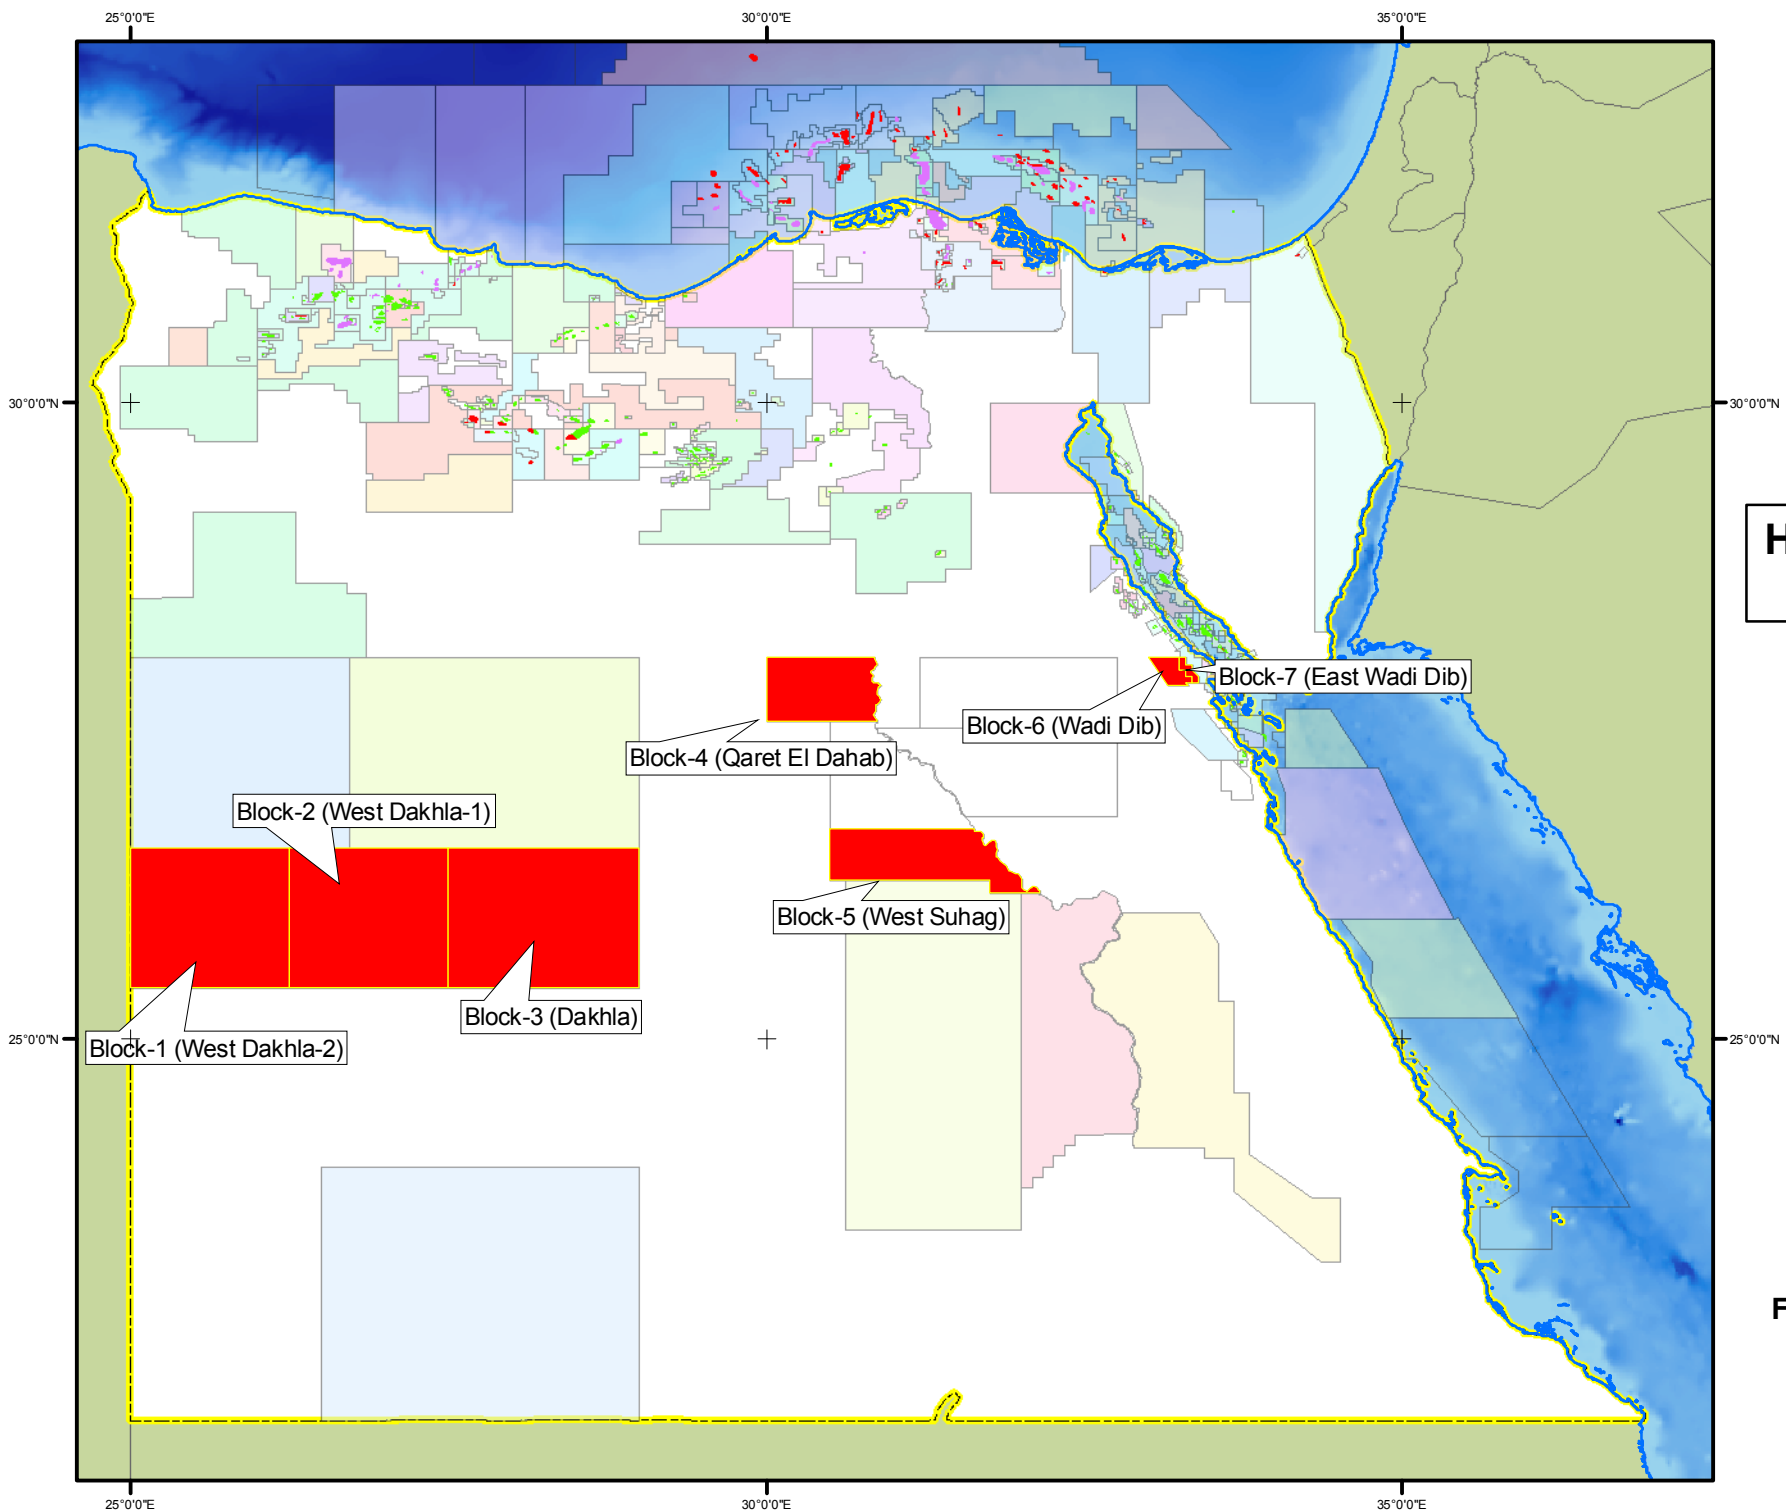 25°0'0"E
30°0'0"E
35°0'0"E
30°0'0"N
30°0'0"N
H
Block-7 (East Wadi Dib)
Block-6 (Wadi Dib)
Block-4 (Qaret El Dahab)
Block-2 (West Dakhla-1)
Block-5 (West Suhag)
Block-3 (Dakhla)
25°0'0"N
25°0'0"N
Block-1 (West Dakhla-2)
F
25°0'0"E
30°0'0"E
35°0'0"E